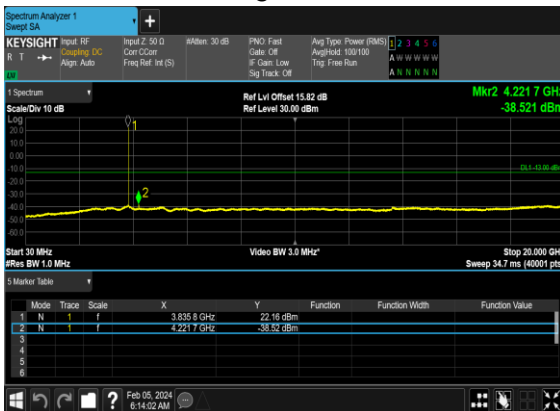 Spectrum Analyzer 1
Swept SA
KEYSIGHT
R T
LV
Input: RF
Coupling: DC
Align: Auto
Input Z: 50 Ω
Corr CCorr
Freq Ref: Int (S)
#Atten: 30 dB
PNO: Fast
Gate: Off
IF Gain: Low
Sig Track: Off
Avg Type: Power (RMS)
Avg|Hold: 100/100
Trig: Free Run
1 2 3 4 5 6
A W W W W W
A N N N N N
1 Spectrum
Scale/Div 10 dB
Ref Lvl Offset 15.82 dB
Ref Level 30.00 dBm
Mkr2 4.221 7 GHz
-38.521 dBm
Log
20.0
10.0
0.00
-10.0
-20.0
-30.0
-40.0
-50.0
-60.0
1
2
DL1 -13.00 dBm
Start 30 MHz
#Res BW 1.0 MHz
Video BW 3.0 MHz*
Stop 20.000 GHz
Sweep 34.7 ms (40001 pts)
5 Marker Table
Mode Trace Scale X Y Function Function Width Function Value
1 N 1 f 3.835 8 GHz 22.16 dBm
2 N 1 f 4.221 7 GHz -38.52 dBm
3
4
5
6
?
Feb 05, 2024
6:14:02 AM